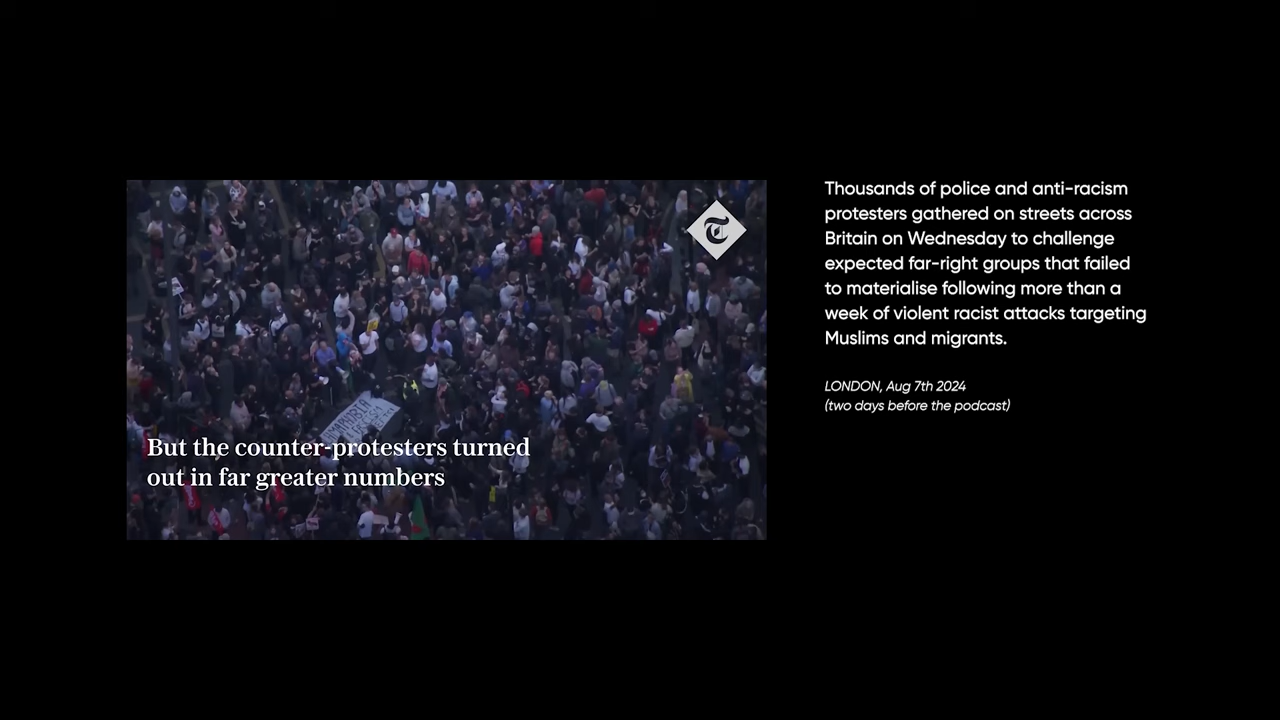 But the counter-protesters turned
out in far greater numbers
Thousands of police and anti-racism
protesters gathered on streets across
Britain on Wednesday to challenge
expected far-right groups that failed
to materialise following more than a
week of violent racist attacks targeting
Muslims and migrants.
LONDON, Aug 7th 2024
(two days before the podcast)